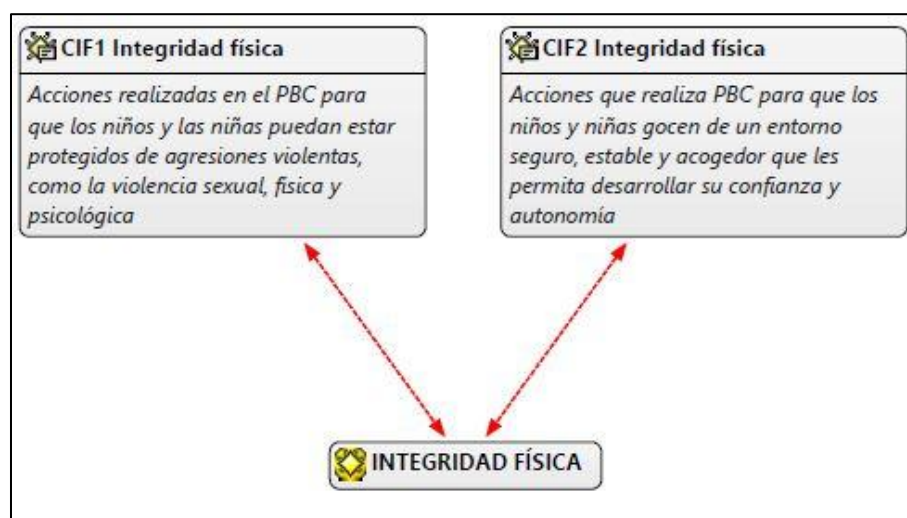 CIF1 Integridad física
Acciones realizadas en el PBC para
que los niños y las niñas puedan estar
protegidos de agresiones violentas,
como la violencia sexual, física y
psicológica
CIF2 Integridad física
Acciones que realiza PBC para que los
niños y niñas gocen de un entorno
seguro, estable y acogedor que les
permita desarrollar su confianza y
autonomía
INTEGRIDAD FÍSICA